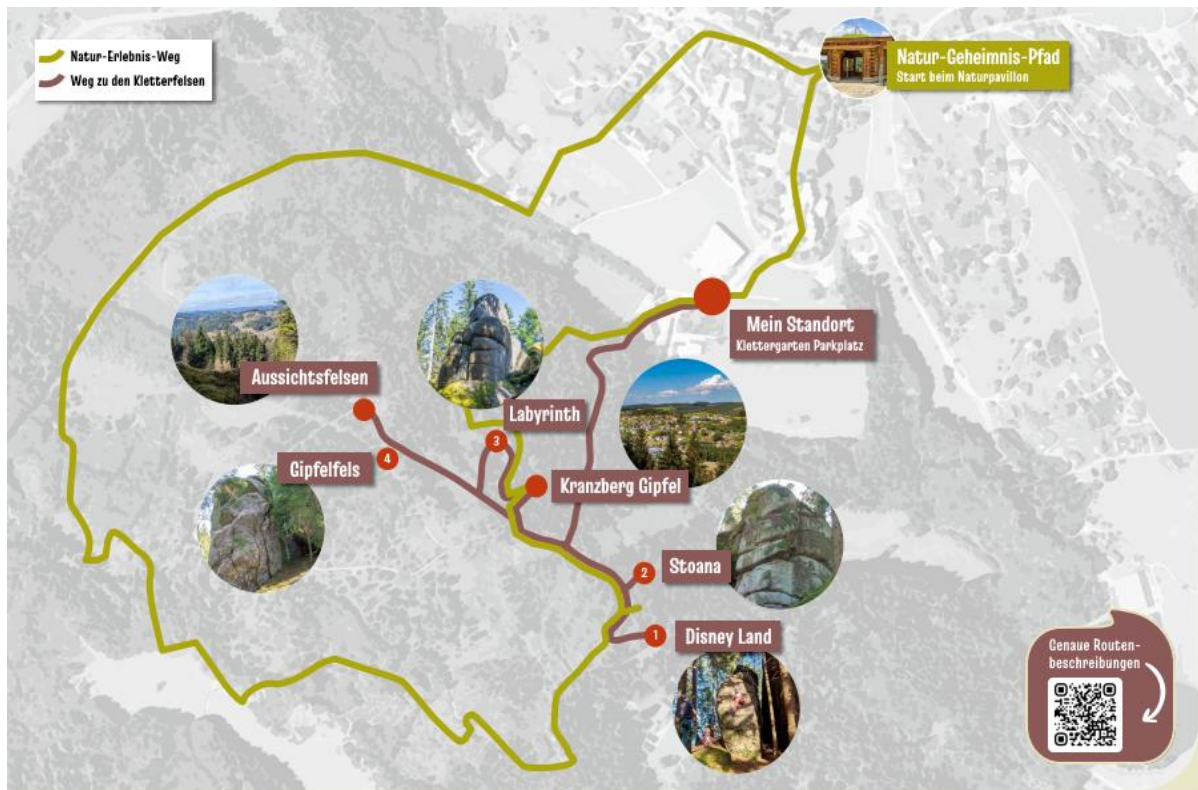 Natur-Erlebnis-Weg
Weg zu den Kletterfelsen
Natur-Geheimnis-Pfad
Start beim Naturpavillon
Mein Standort
Klettergarten Parkplatz
Aussichtsfelsen
Labyrinth
3
4
Gipfelfels
Kranzberg Gipfel
2
Stoana
1
Disney Land
Genaue Routen-
beschreibungen